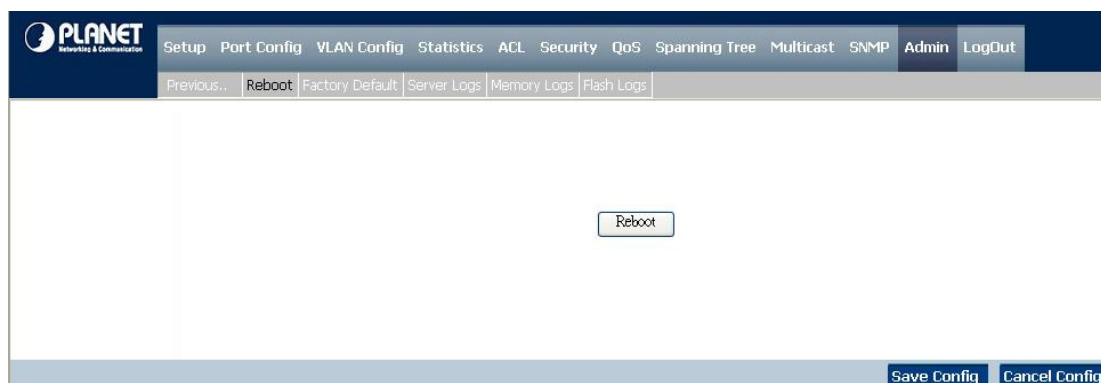 PLANET
Networking & Communication
Setup Port Config VLAN Config Statistics ACL Security QoS Spanning Tree Multicast SNMP Admin LogOut
Previous.. Reboot Factory Default Server Logs Memory Logs Flash Logs
Reboot
Save Config Cancel Config